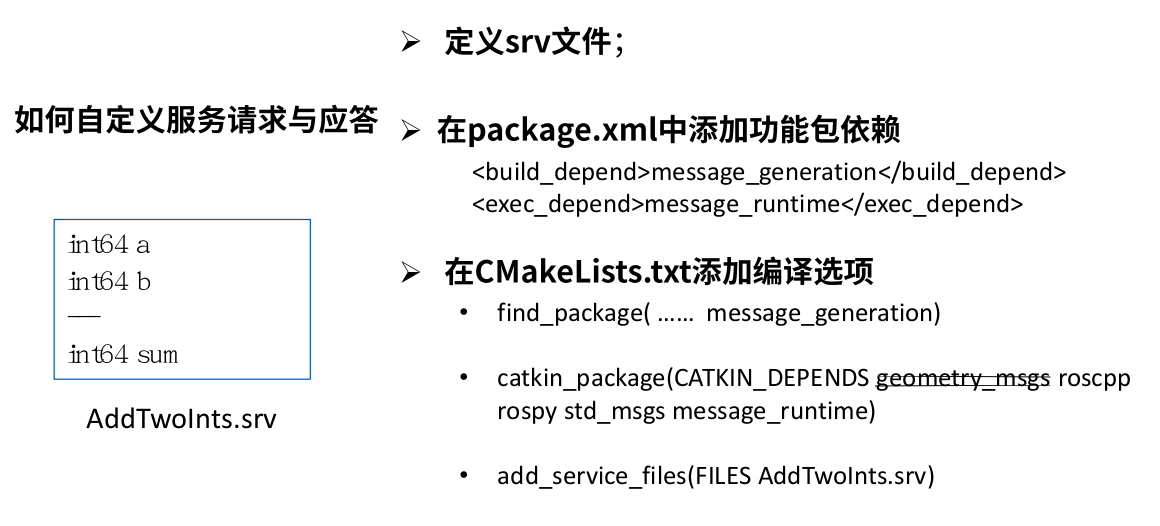 如何自定义服务请求与应答
int64 a
int64 b
---
int64 sum
AddTwoInts.srv
➢ 定义srv文件；
➢ 在package.xml中添加功能包依赖
<build_depend>message_generation</build_depend>
<exec_depend>message_runtime</exec_depend>
➢ 在CMakeLists.txt添加编译选项
• find_package( …… message_generation)
• catkin_package(CATKIN_DEPENDS geometry_msgs roscpp
rospy std_msgs message_runtime)
• add_service_files(FILES AddTwoInts.srv)